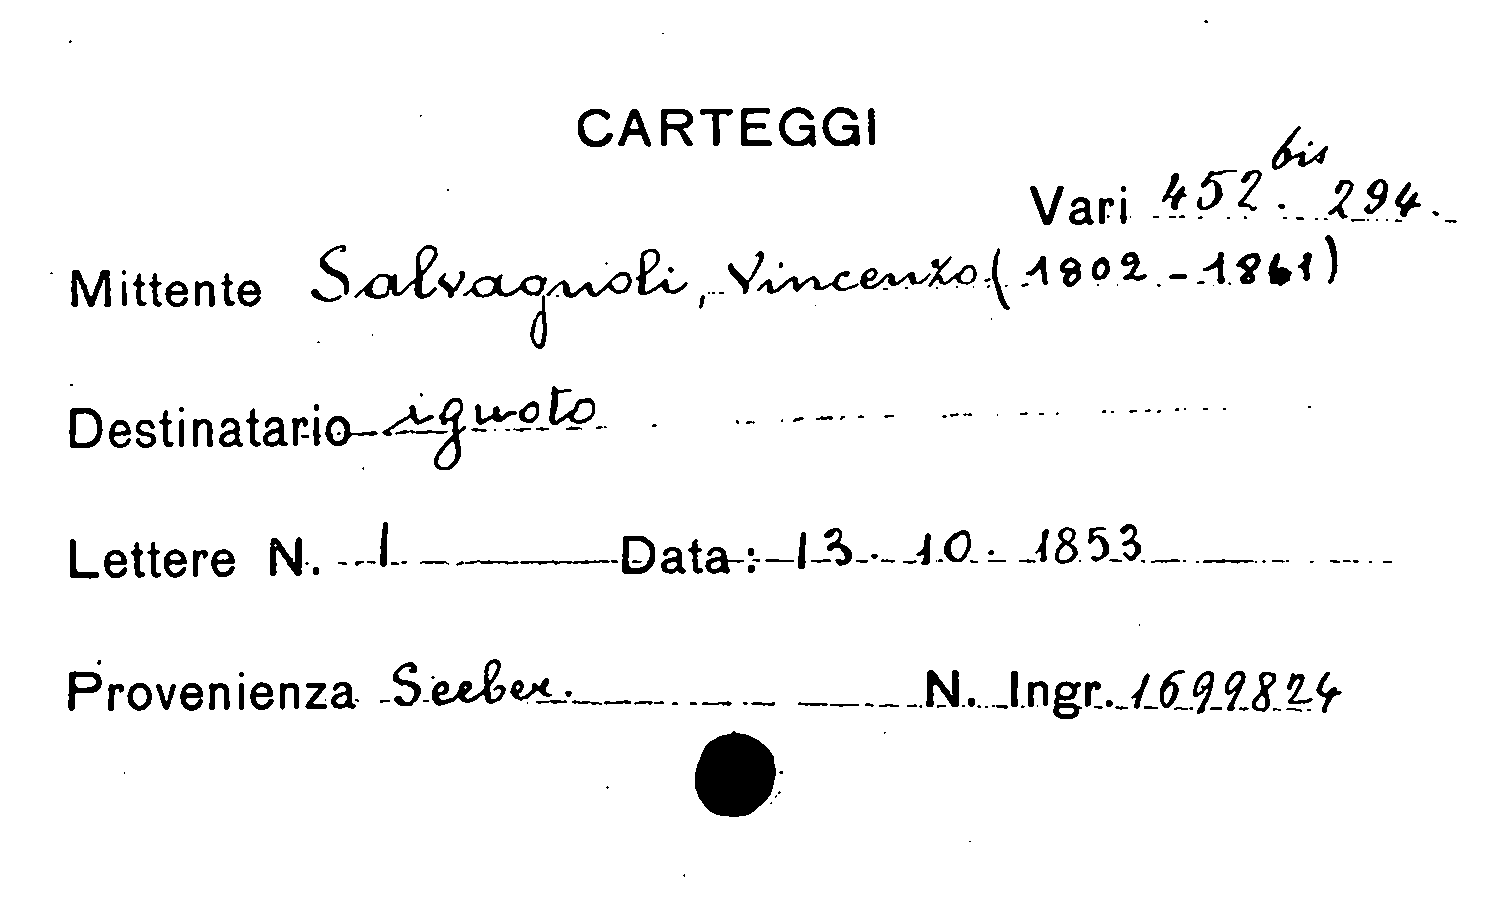 CARTEGGI
Vari 452 bis. 294.
Mittente Salvagnoli, Vincenzo (1802-1861)
Destinatario ignoto
Lettere N. 1 Data: 13. 10. 1853
Provenienza Seeber. N. Ingr. 1699824